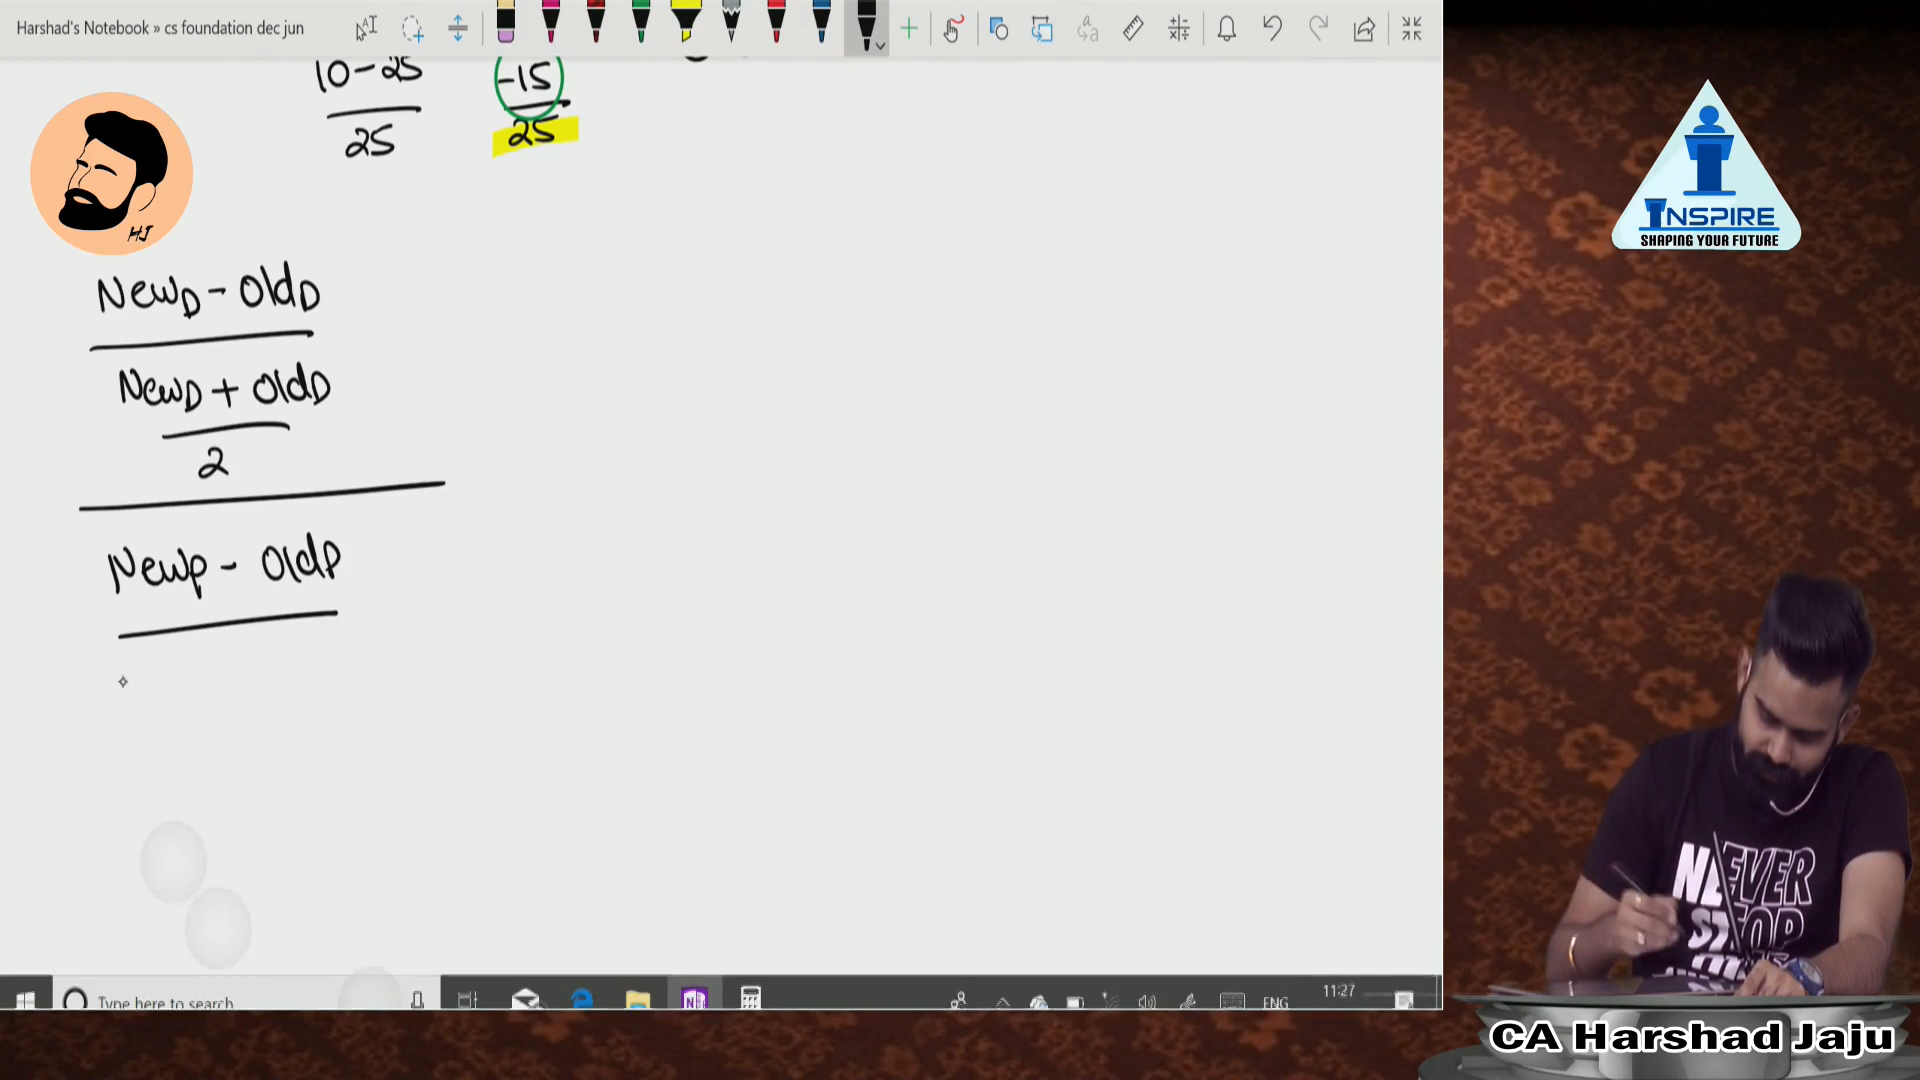 Harshad's Notebook » cs foundation dec jun
10-25
-15
25
25
HJ
INSPIRE
SHAPING YOUR FUTURE
NewD - OldD
NewD + OldD
2
NewP - OldP
NEVER
STOP
Type here to search
ENG
11:27
CA Harshad Jaju